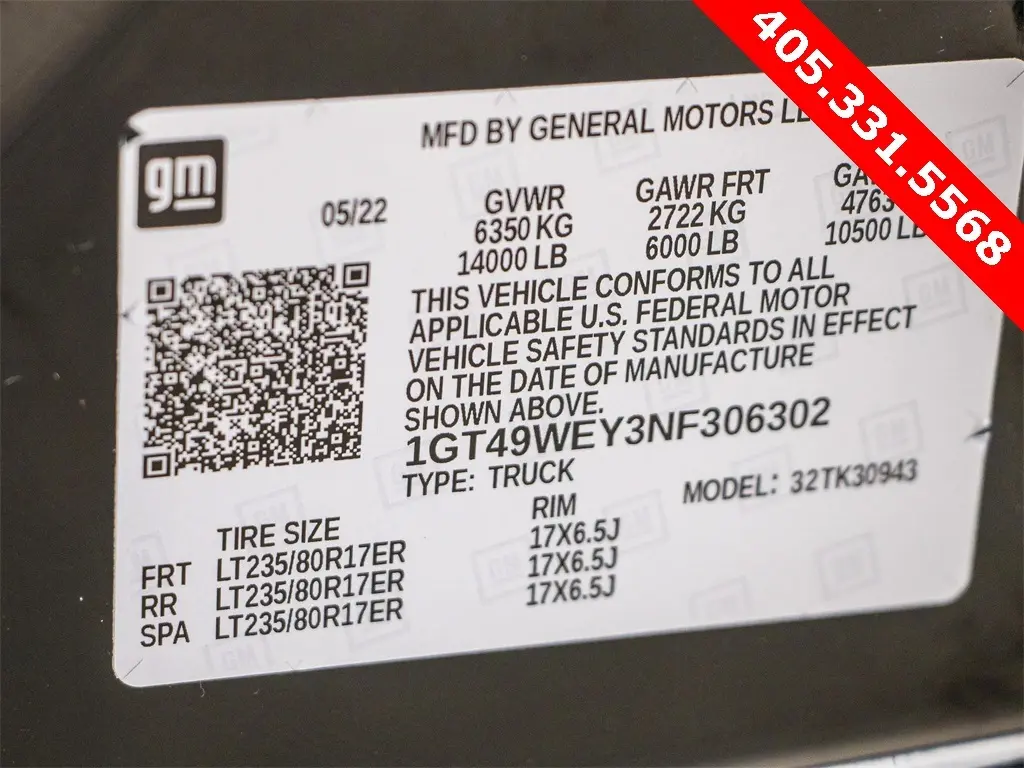 405.331.5568
MFD BY GENERAL MOTORS
gm
05/22
GVWR GAWR FRT
6350 KG 2722 KG
14000 LB 6000 LB 10500
THIS VEHICLE CONFORMS TO ALL
APPLICABLE U.S. FEDERAL MOTOR
VEHICLE SAFETY STANDARDS IN EFFECT
ON THE DATE OF MANUFACTURE
SHOWN ABOVE.
1GT49WEY3NF306302
TYPE: TRUCK MODEL: 32TK30943
TIRE SIZE RIM
FRT LT235/80R17ER 17X6.5J
RR LT235/80R17ER 17X6.5J
SPA LT235/80R17ER 17X6.5J